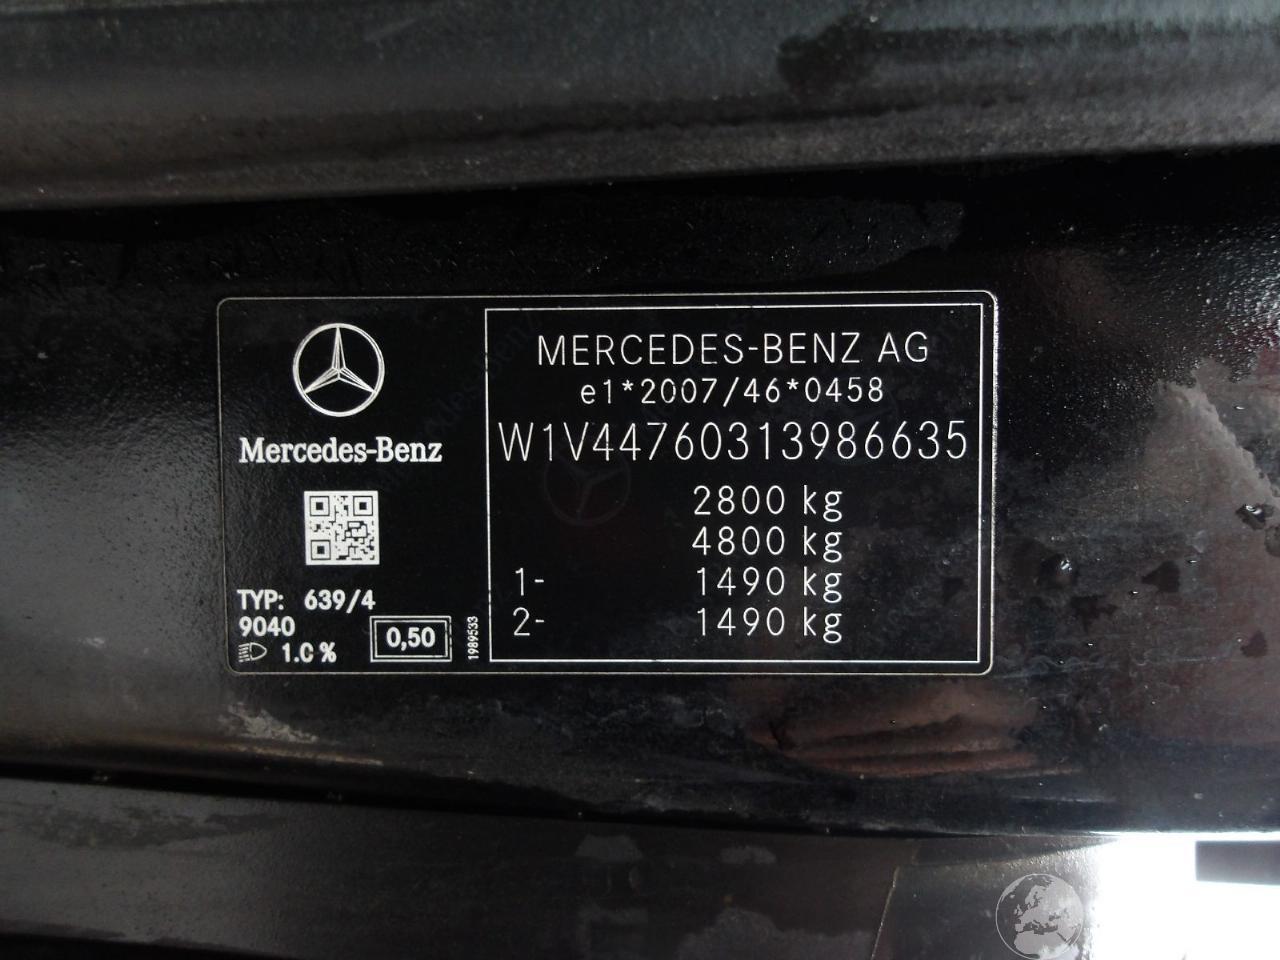 Mercedes-Benz
TYP: 639/4
9040
1.0 %
0,50
1989533
MERCEDES-BENZ AG
e1*2007/46*0458
W1V44760313986635
2800 kg
4800 kg
1- 1490 kg
2- 1490 kg